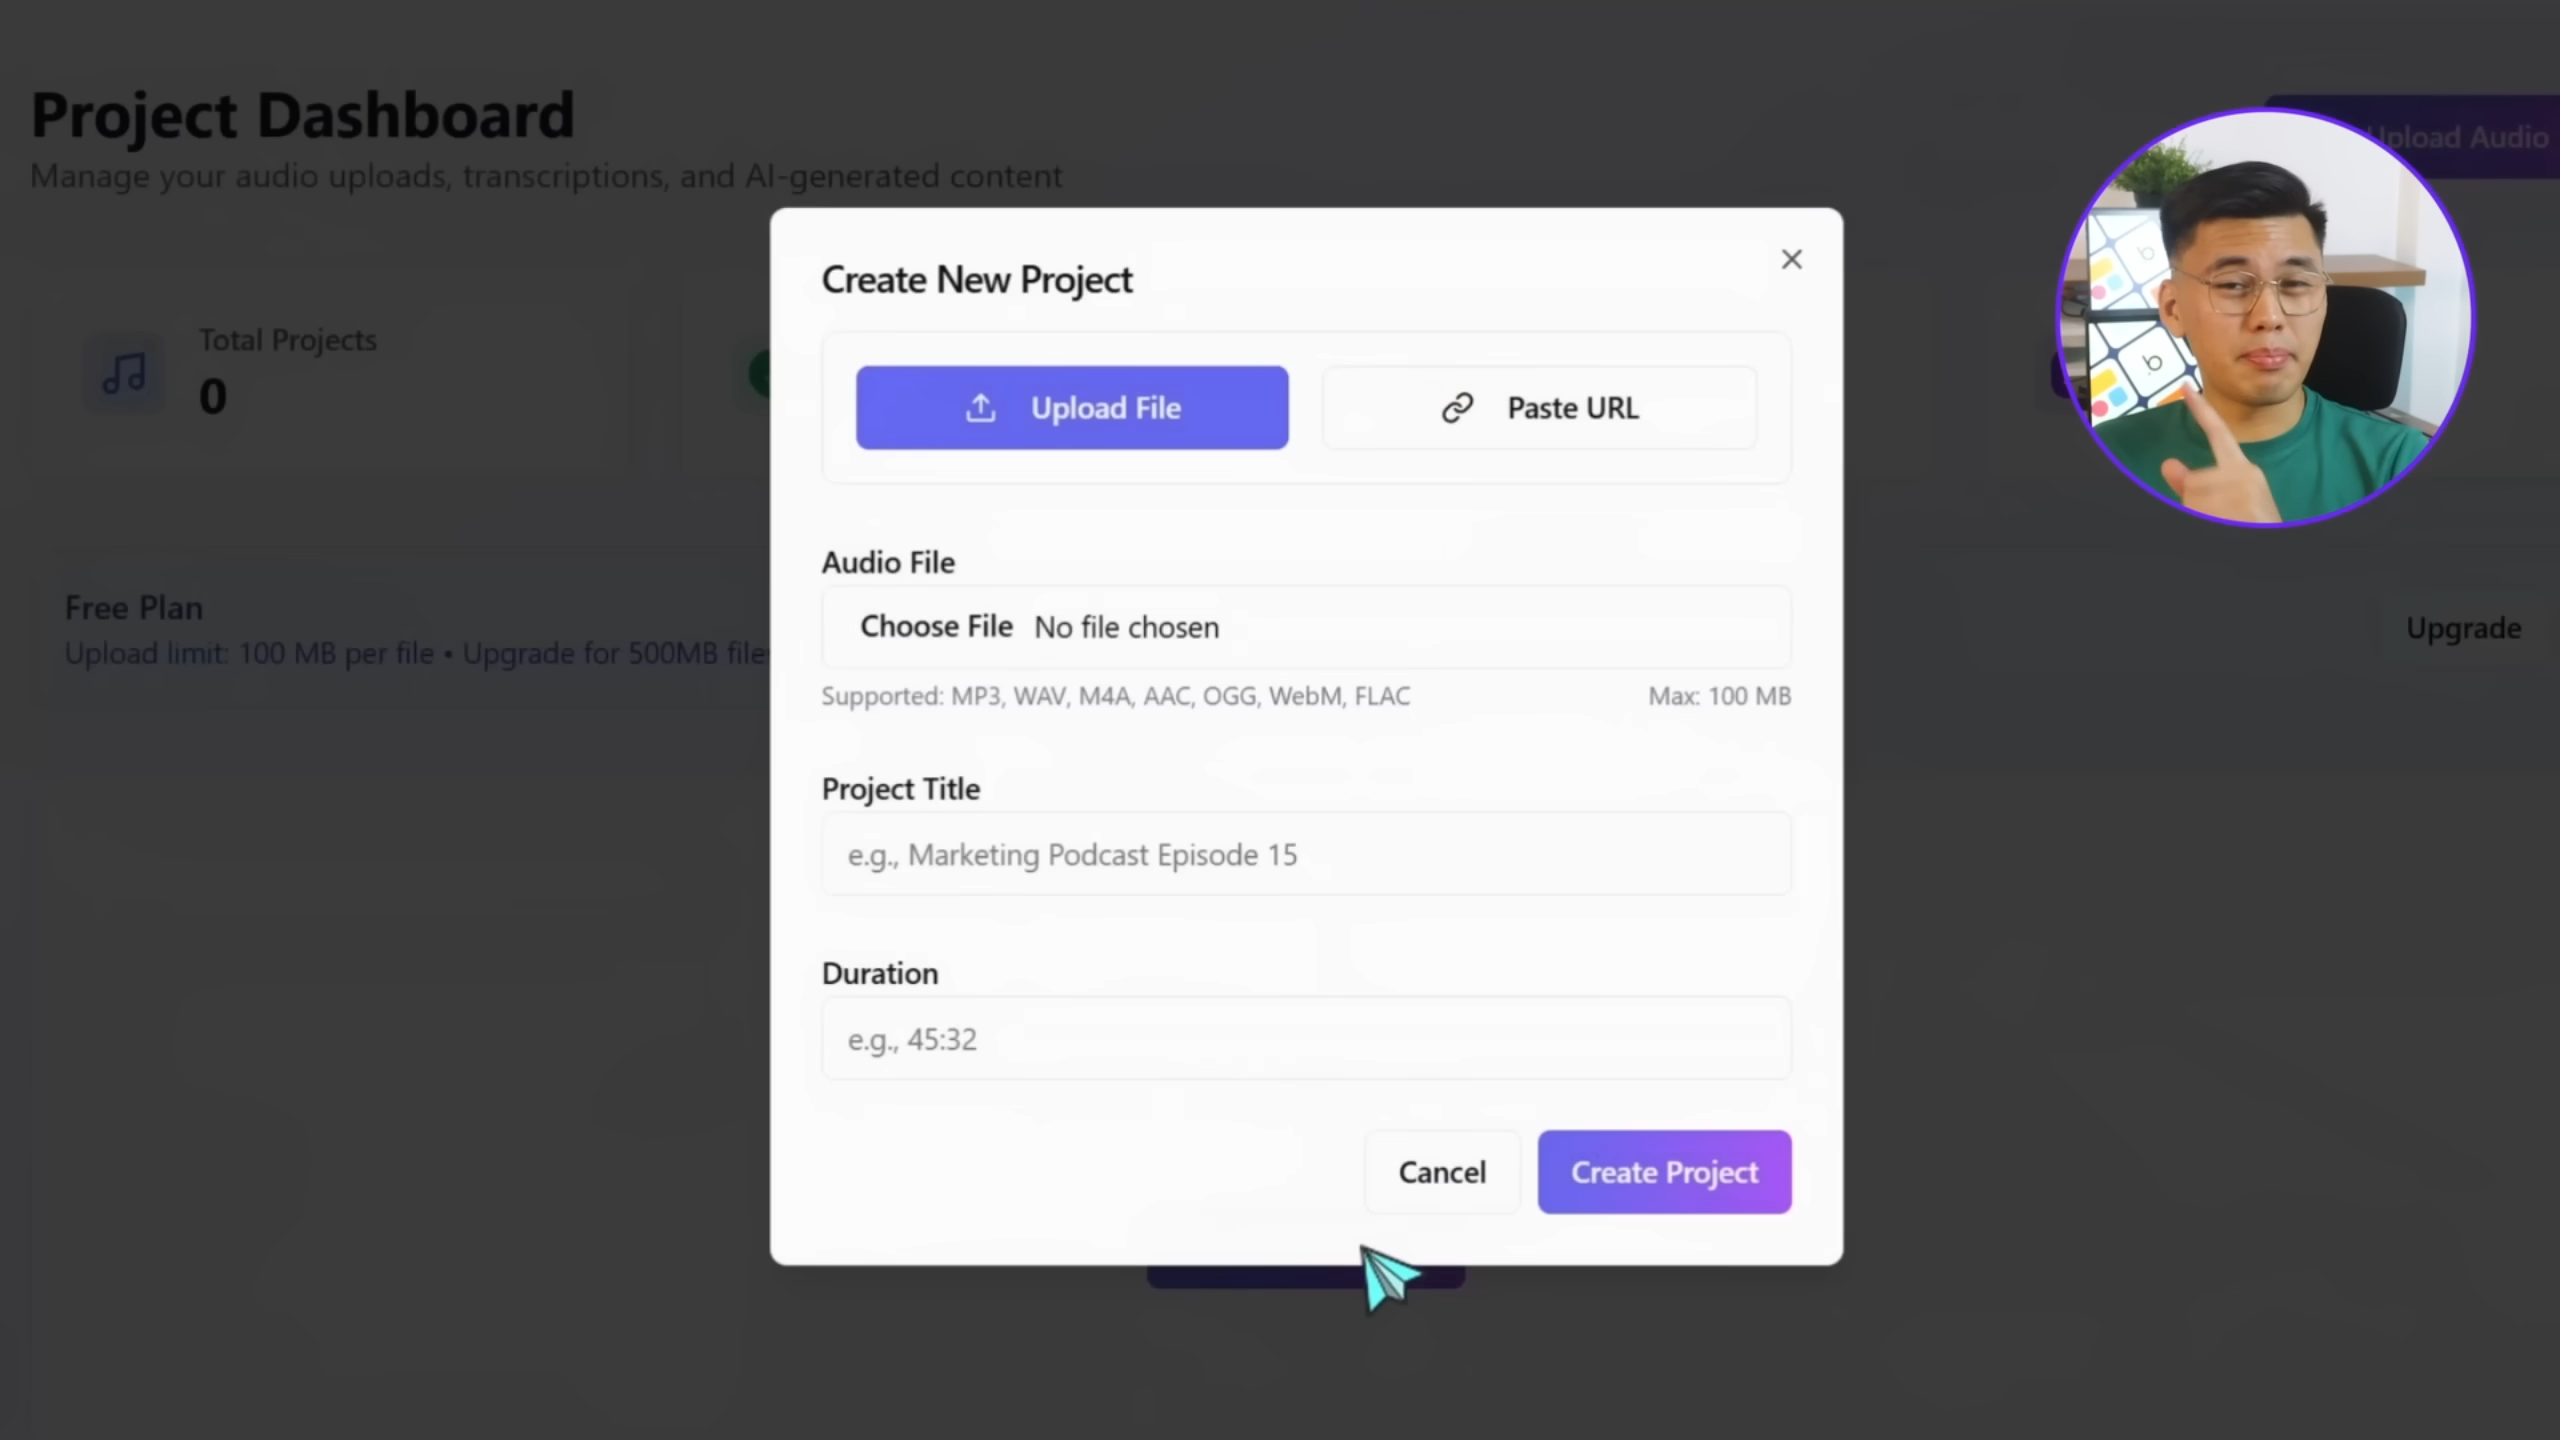 Project Dashboard
Manage your audio uploads, transcriptions, and AI-generated content
Upload Audio
Create New Project
Upload File
Paste URL
Total Projects
0
Audio File
Choose File No file chosen
Supported: MP3, WAV, M4A, AAC, OGG, WebM, FLAC
Max: 100 MB
Free Plan
Upload limit: 100 MB per file • Upgrade for 500MB file
Upgrade
Project Title
e.g., Marketing Podcast Episode 15
Duration
e.g., 45:32
Cancel
Create Project